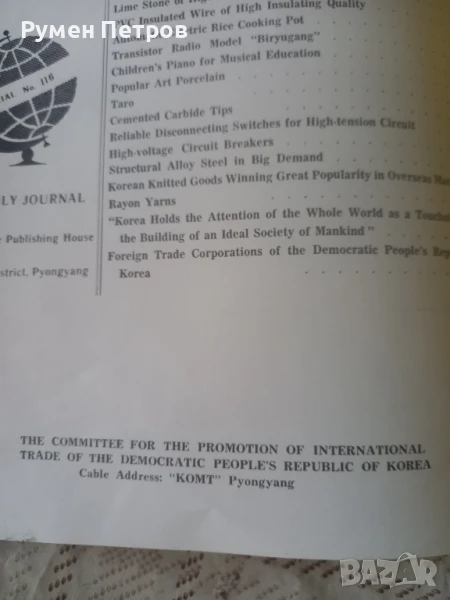 Румен Петров
Lime Stone of High
PVC Insulated Wire of High Insulating Quality
Electric Rice Cooking Pot
Transistor Radio Model "Biryugang"
Children's Piano for Musical Education
Popular Art Porcelain
Taro
Cemented Carbide Tips
Reliable Disconnecting Switches for High-tension Circuit
High-voltage Circuit Breakers
Structural Alloy Steel in Big Demand
Korean Knitted Goods Winning Great Popularity in Overseas
Rayon Yarns
"Korea Holds the Attention of the Whole World as a
the Building of an Ideal Society of Mankind"
Foreign Trade Corporations of the Democratic People's
Korea
IAL No. 116
LY JOURNAL
Publishing House
istrict, Pyongyang
THE COMMITTEE FOR THE PROMOTION OF INTERNATIONAL
TRADE OF THE DEMOCRATIC PEOPLE'S REPUBLIC OF KOREA
Cable Address: "KOMT" Pyongyang
BAZAR